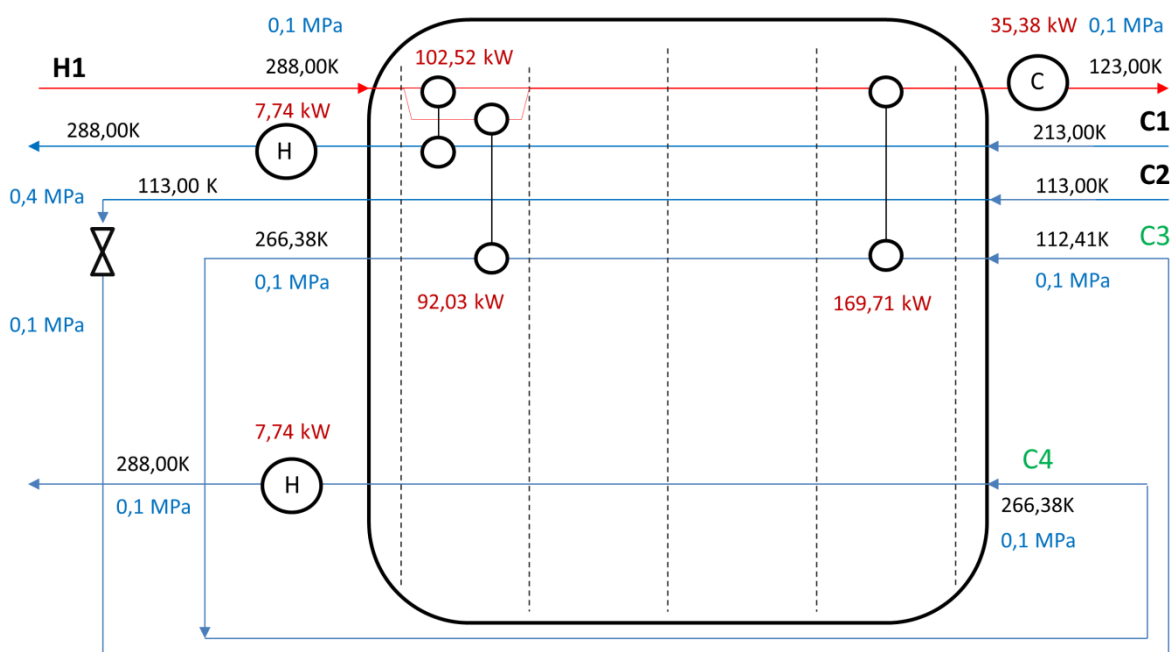 0,1 MPa
35,38 kW
0,1 MPa
102,52 kW
H1
288,00K
C
123,00K
7,74 kW
288,00K
H
213,00K
C1
0,4 MPa
113,00 K
113,00K
C2
266,38K
112,41K
C3
0,1 MPa
0,1 MPa
0,1 MPa
92,03 kW
169,71 kW
7,74 kW
288,00K
H
C4
0,1 MPa
266,38K
0,1 MPa